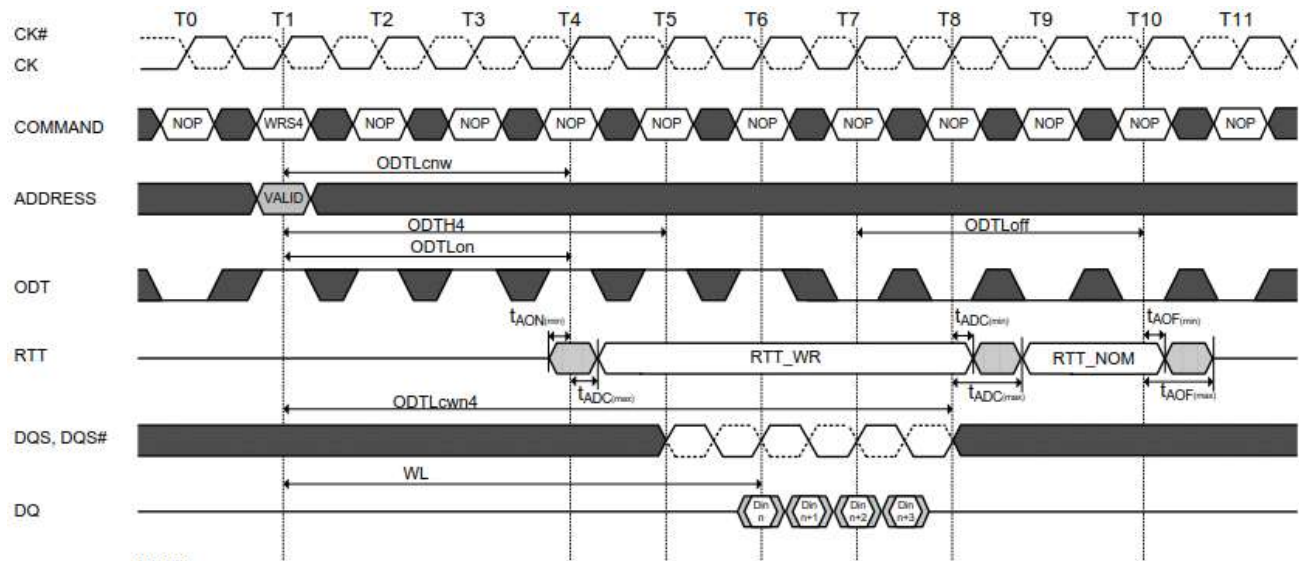 T0 T1 T2 T3 T4 T5 T6 T7 T8 T9 T10 T11
CK#
CK
COMMAND NOP WRS4 NOP NOP NOP NOP NOP NOP NOP NOP NOP NOP
ODTLcnw
ADDRESS VALID
ODTH4 ODTLoff
ODTLon
ODT
tAON(min) tADC(min) tAOF(min)
RTT RTT_WR RTT_NOM
tADC(max) tADC(max) tAOF(max)
ODTLcwn4
DQS, DQS#
WL
DQ Din n Din n+1 Din n+2 Din n+3